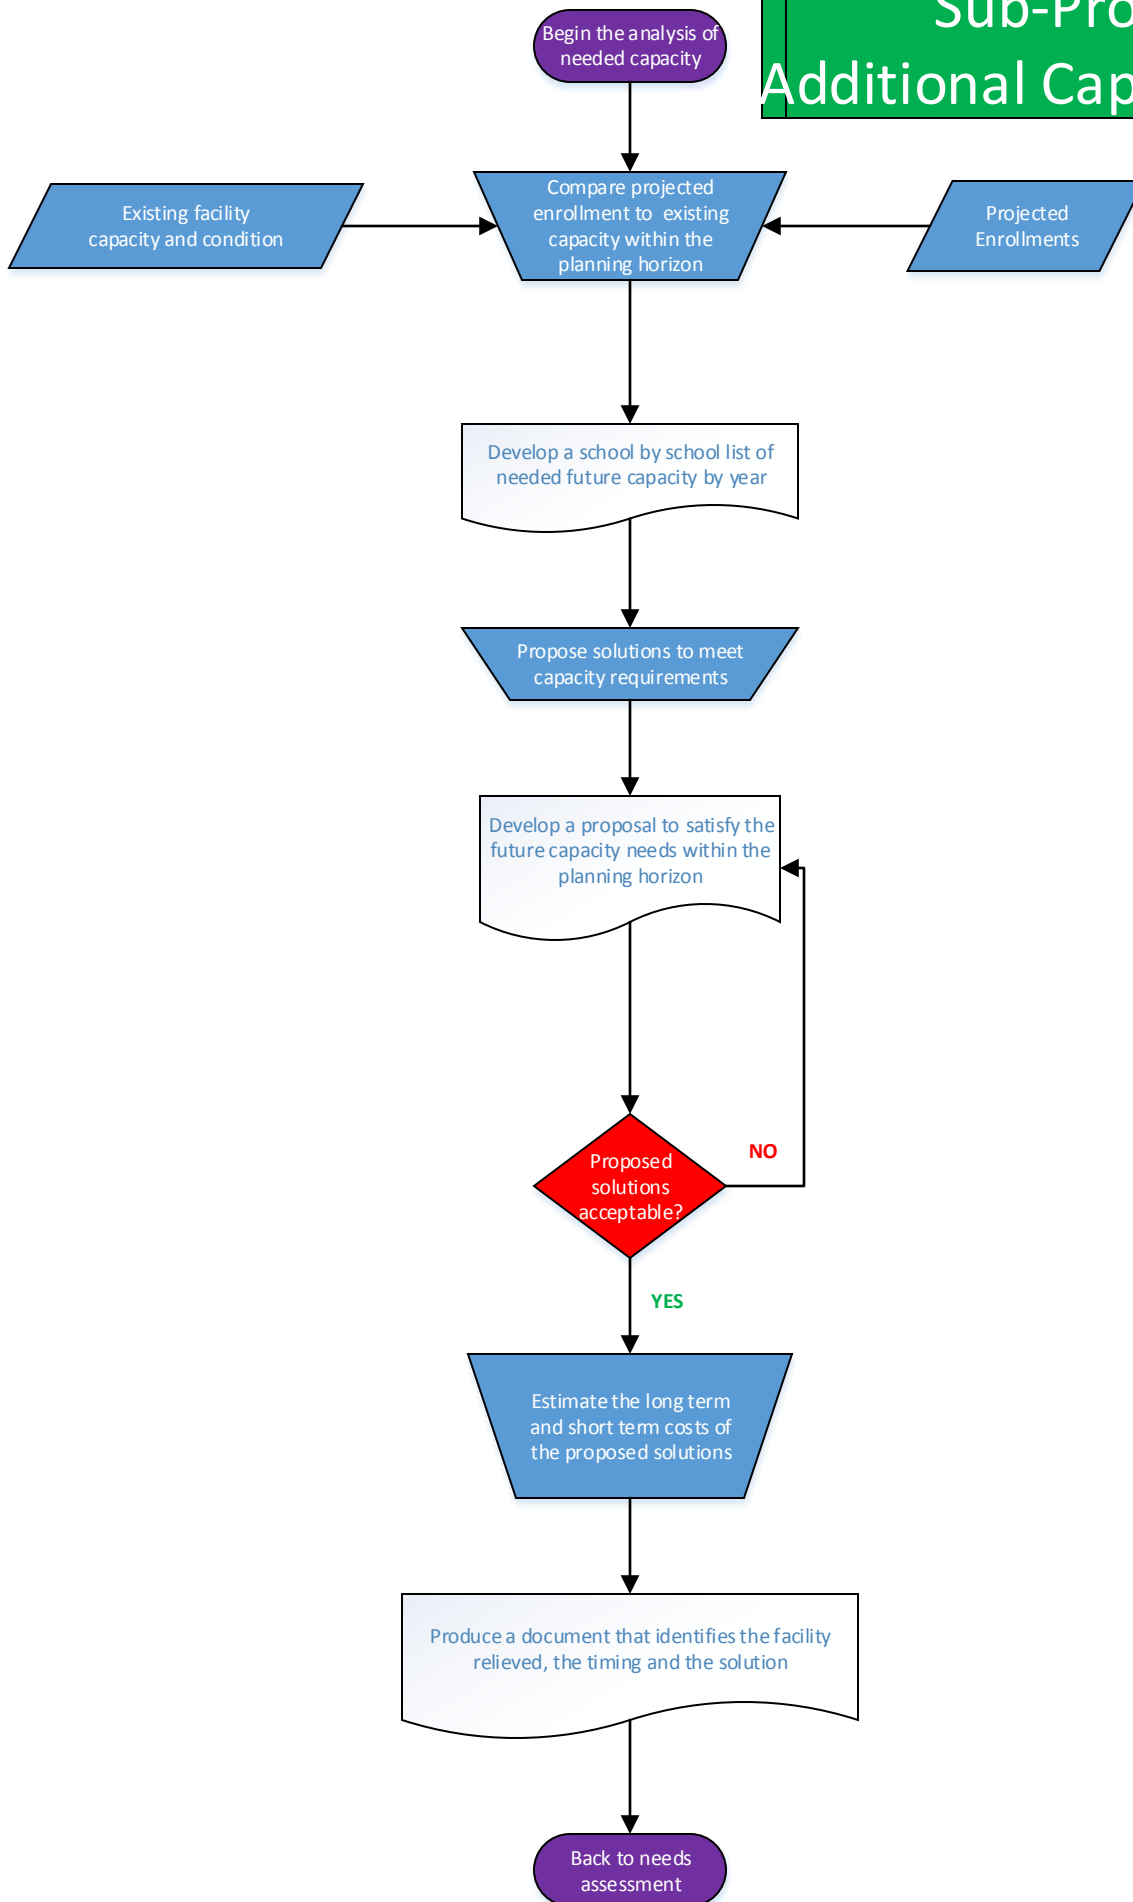 Begin the analysis of
needed capacity
Additional
Existing facility
capacity and condition
Compare projected
enrollment to existing
capacity within the
planning horizon
Projected
Enrollments
Develop a school by school list of
needed future capacity by year
Propose solutions to meet
capacity requirements
Develop a proposal to satisfy the
future capacity needs within the
planning horizon
Proposed
solutions
acceptable?
NO
YES
Estimate the long term
and short term costs of
the proposed solutions
Produce a document that identifies the facility
relieved, the timing and the solution
Back to needs
assessment